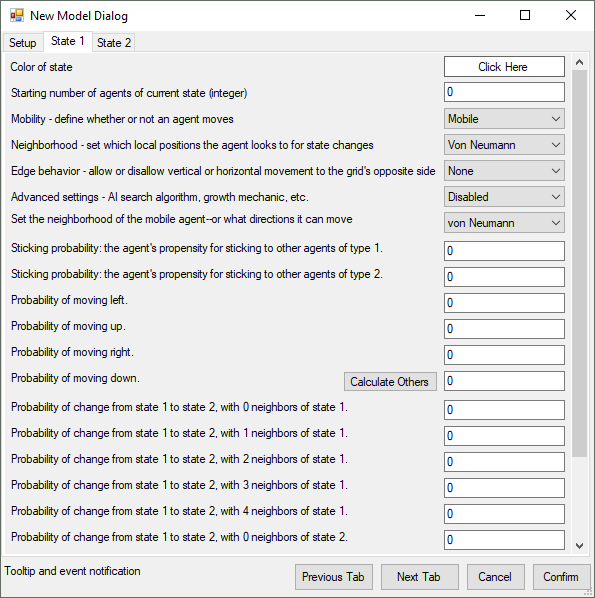 New Model Dialog
Setup State 1 State 2
Color of state Click Here
Starting number of agents of current state (integer) 0
Mobility - define whether or not an agent moves Mobile
Neighborhood - set which local positions the agent looks to for state changes Von Neumann
Edge behavior - allow or disallow vertical or horizontal movement to the grid's opposite side None
Advanced settings - AI search algorithm, growth mechanic, etc. Disabled
Set the neighborhood of the mobile agent--or what directions it can move von Neumann
Sticking probability: the agent's propensity for sticking to other agents of type 1. 0
Sticking probability: the agent's propensity for sticking to other agents of type 2. 0
Probability of moving left. 0
Probability of moving up. 0
Probability of moving right. 0
Probability of moving down. Calculate Others 0
Probability of change from state 1 to state 2, with 0 neighbors of state 1. 0
Probability of change from state 1 to state 2, with 1 neighbors of state 1. 0
Probability of change from state 1 to state 2, with 2 neighbors of state 1. 0
Probability of change from state 1 to state 2, with 3 neighbors of state 1. 0
Probability of change from state 1 to state 2, with 4 neighbors of state 1. 0
Probability of change from state 1 to state 2, with 0 neighbors of state 2. 0
Tooltip and event notification Previous Tab Next Tab Cancel Confirm